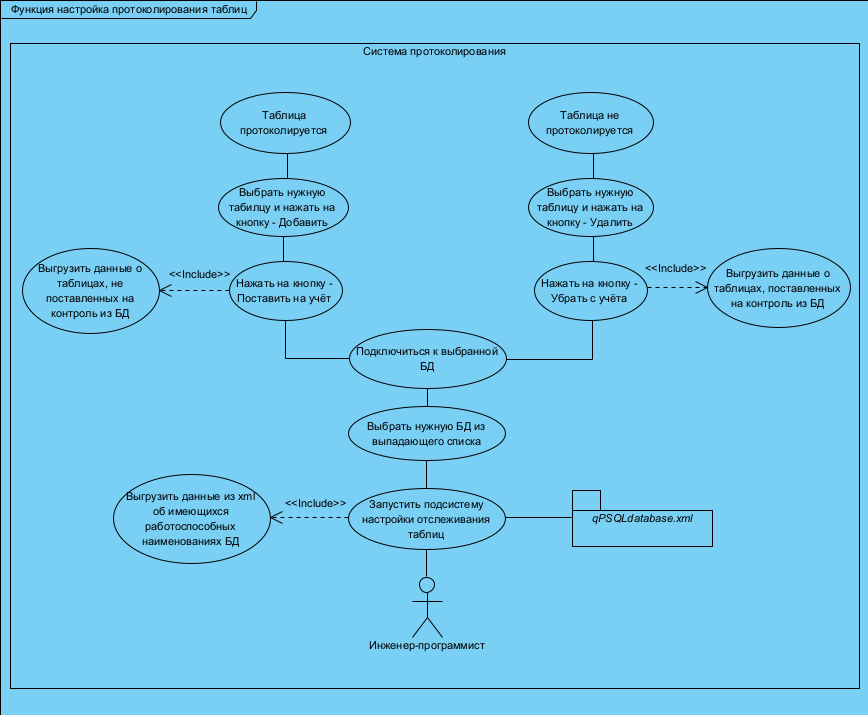 Функция настройка протоколирования таблиц
Система протоколирования
Таблица
протоколируется
Таблица не
протоколируется
Выбрать нужную
табилцу и нажать на
кнопку - Добавить
Выбрать нужную
таблицу и нажать на
кнопку - Удалить
Выгрузить данные о
таблицах, не
поставленных на
контроль из БД
<<Include>>
Нажать на кнопку -
Поставить на учёт
Нажать на кнопку -
Убрать с учёта
<<Include>>
Выгрузить данные о
таблицах, поставленных
на контроль из БД
Подключиться к выбранной
БД
Выбрать нужную БД из
выпадающего списка
Выгрузить данные из xml
об имеющихся
работоспособных
наименованиях БД
<<Include>>
Запустить подсистему
настройки отслеживания
таблиц
qPSQLdatabase.xml
Инженер-программист